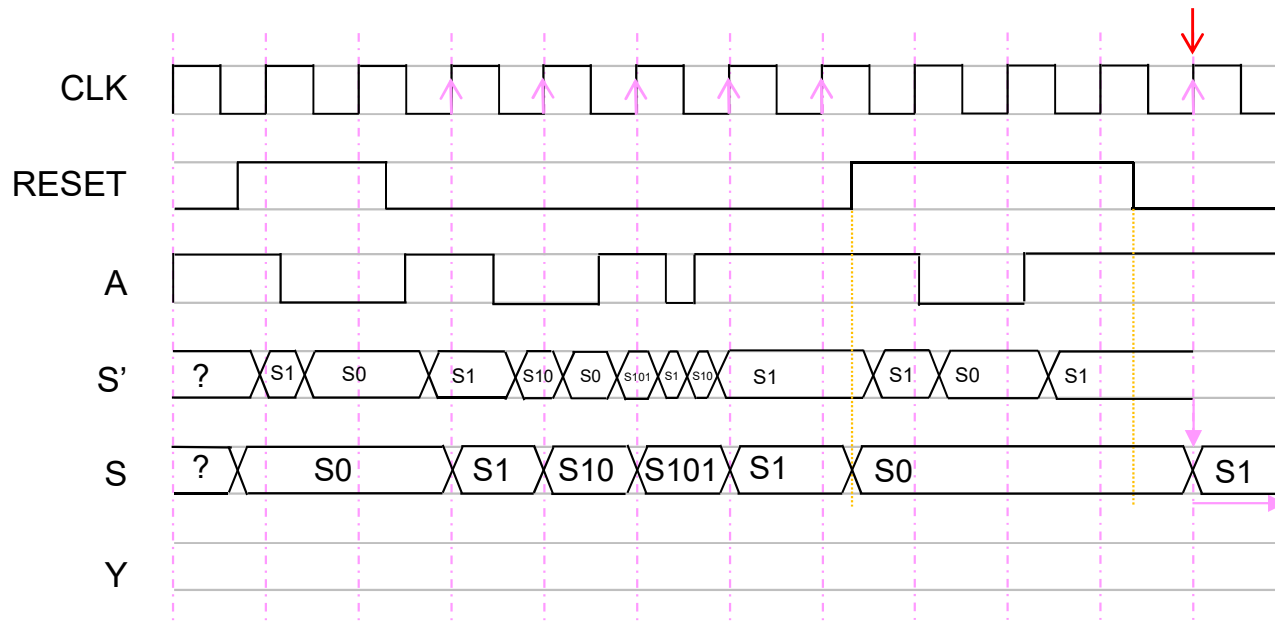 CLK
RESET
A
S’ ? S1 S0 S1 S10 S0 S101 S1 S10 S1 S1 S0 S1
S ? S0 S1 S10 S101 S1 S0 S1
Y